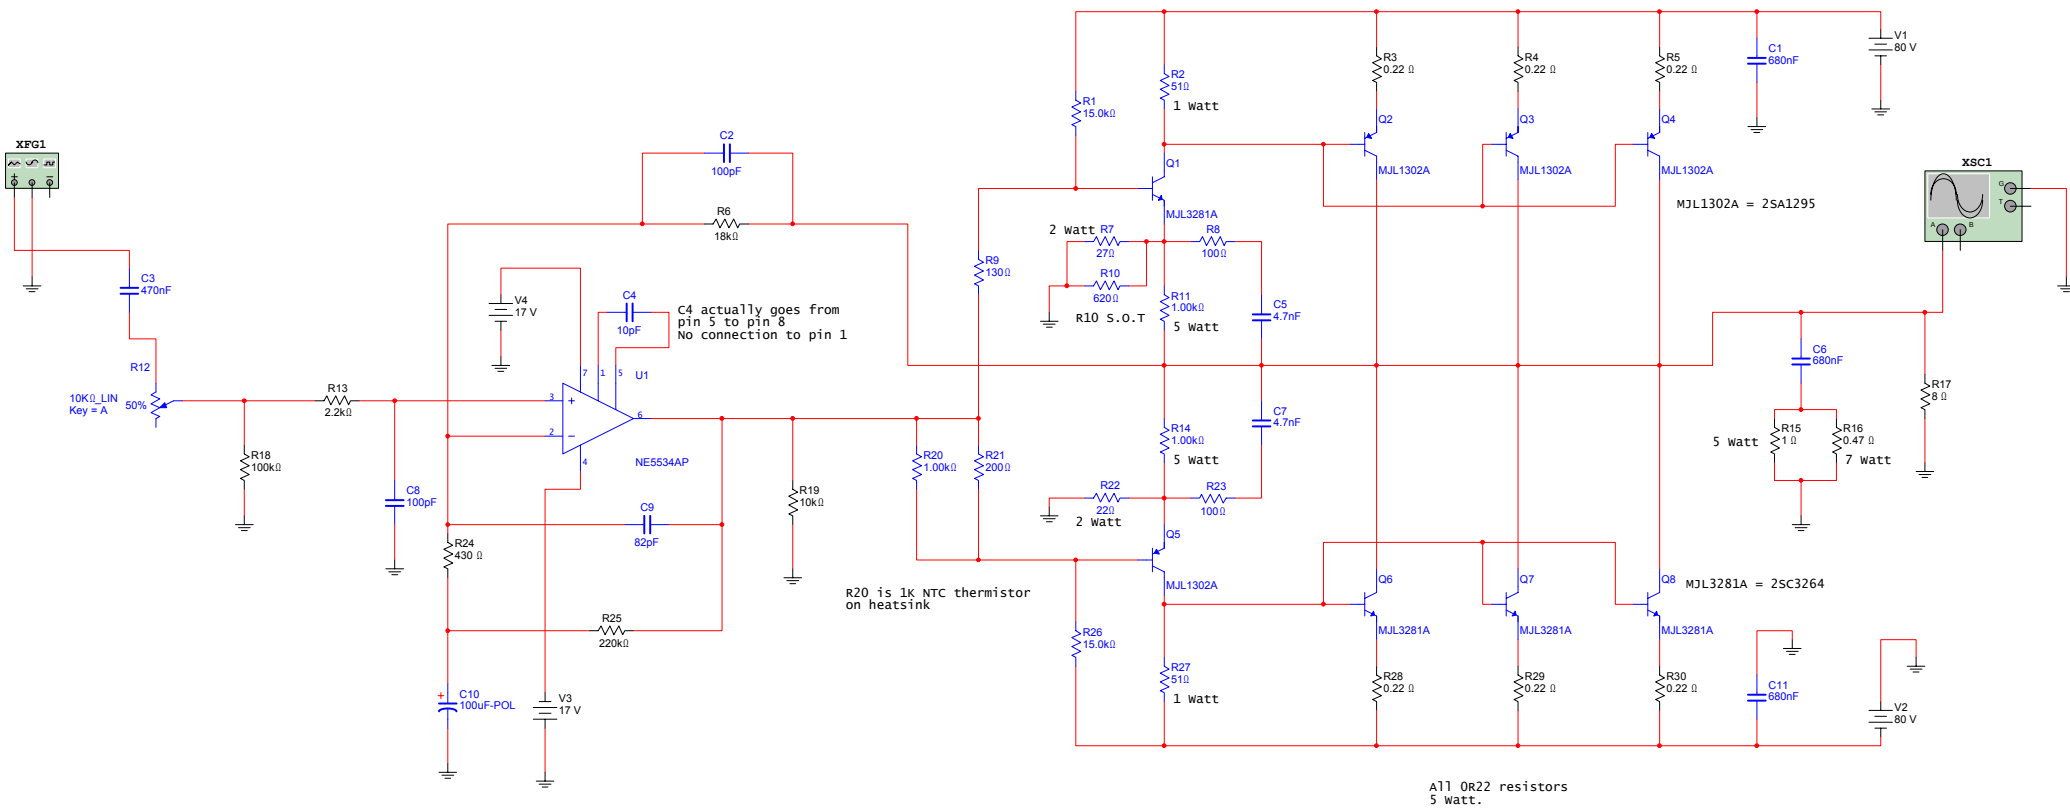 XFG1
C3
470nF
R12
10KΩ_LIN
Key = A
50%
R18
100kΩ
R13
2.2kΩ
C8
100pF
C2
100pF
R6
18kΩ
V4
17 V
C4
10pF
C4 actually goes from
pin 5 to pin 8
No connection to pin 1
7
1
5
U1
3
2
6
4
NE5534AP
C9
82pF
R24
430 Ω
R25
220kΩ
C10
100uF-POL
V3
17 V
R19
10kΩ
R20
1.00kΩ
R21
200Ω
R9
130Ω
R20 is 1K NTC thermistor
on heatsink
R1
15.0kΩ
R2
51Ω
1 Watt
Q1
MJL3281A
2 Watt
R7
27Ω
R10
620Ω
R10 S.O.T
R8
100Ω
R11
1.00kΩ
5 Watt
C5
4.7nF
R14
1.00kΩ
5 Watt
C7
4.7nF
R22
22Ω
2 Watt
R23
100Ω
Q5
MJL1302A
R26
15.0kΩ
R27
51Ω
1 Watt
R3
0.22 Ω
R4
0.22 Ω
R5
0.22 Ω
Q2
MJL1302A
Q3
MJL1302A
Q4
MJL1302A
MJL1302A = 2SA1295
C1
680nF
V1
80 V
XSC1
G
T
A
B
C6
680nF
R17
8 Ω
R15
1 Ω
5 Watt
R16
0.47 Ω
7 Watt
Q6
MJL3281A
Q7
MJL3281A
Q8
MJL3281A
MJL3281A = 2SC3264
R28
0.22 Ω
R29
0.22 Ω
R30
0.22 Ω
C11
680nF
V2
80 V
All 0R22 resistors
5 Watt.